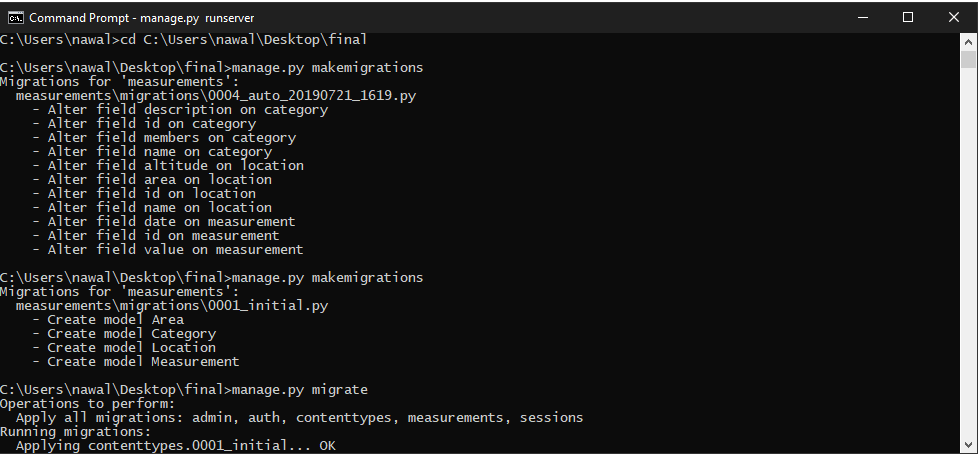 Command Prompt - manage.py runserver
C:\Users\nawal>cd C:\Users\nawal\Desktop\final
C:\Users\nawal\Desktop\final>manage.py makemigrations
Migrations for 'measurements':
  measurements\migrations\0004_auto_20190721_1619.py
    - Alter field description on category
    - Alter field id on category
    - Alter field members on category
    - Alter field name on category
    - Alter field altitude on location
    - Alter field area on location
    - Alter field id on location
    - Alter field name on location
    - Alter field date on measurement
    - Alter field id on measurement
    - Alter field value on measurement
C:\Users\nawal\Desktop\final>manage.py makemigrations
Migrations for 'measurements':
  measurements\migrations\0001_initial.py
    - Create model Area
    - Create model Category
    - Create model Location
    - Create model Measurement
C:\Users\nawal\Desktop\final>manage.py migrate
Operations to perform:
  Apply all migrations: admin, auth, contenttypes, measurements, sessions
Running migrations:
  Applying contenttypes.0001_initial... OK